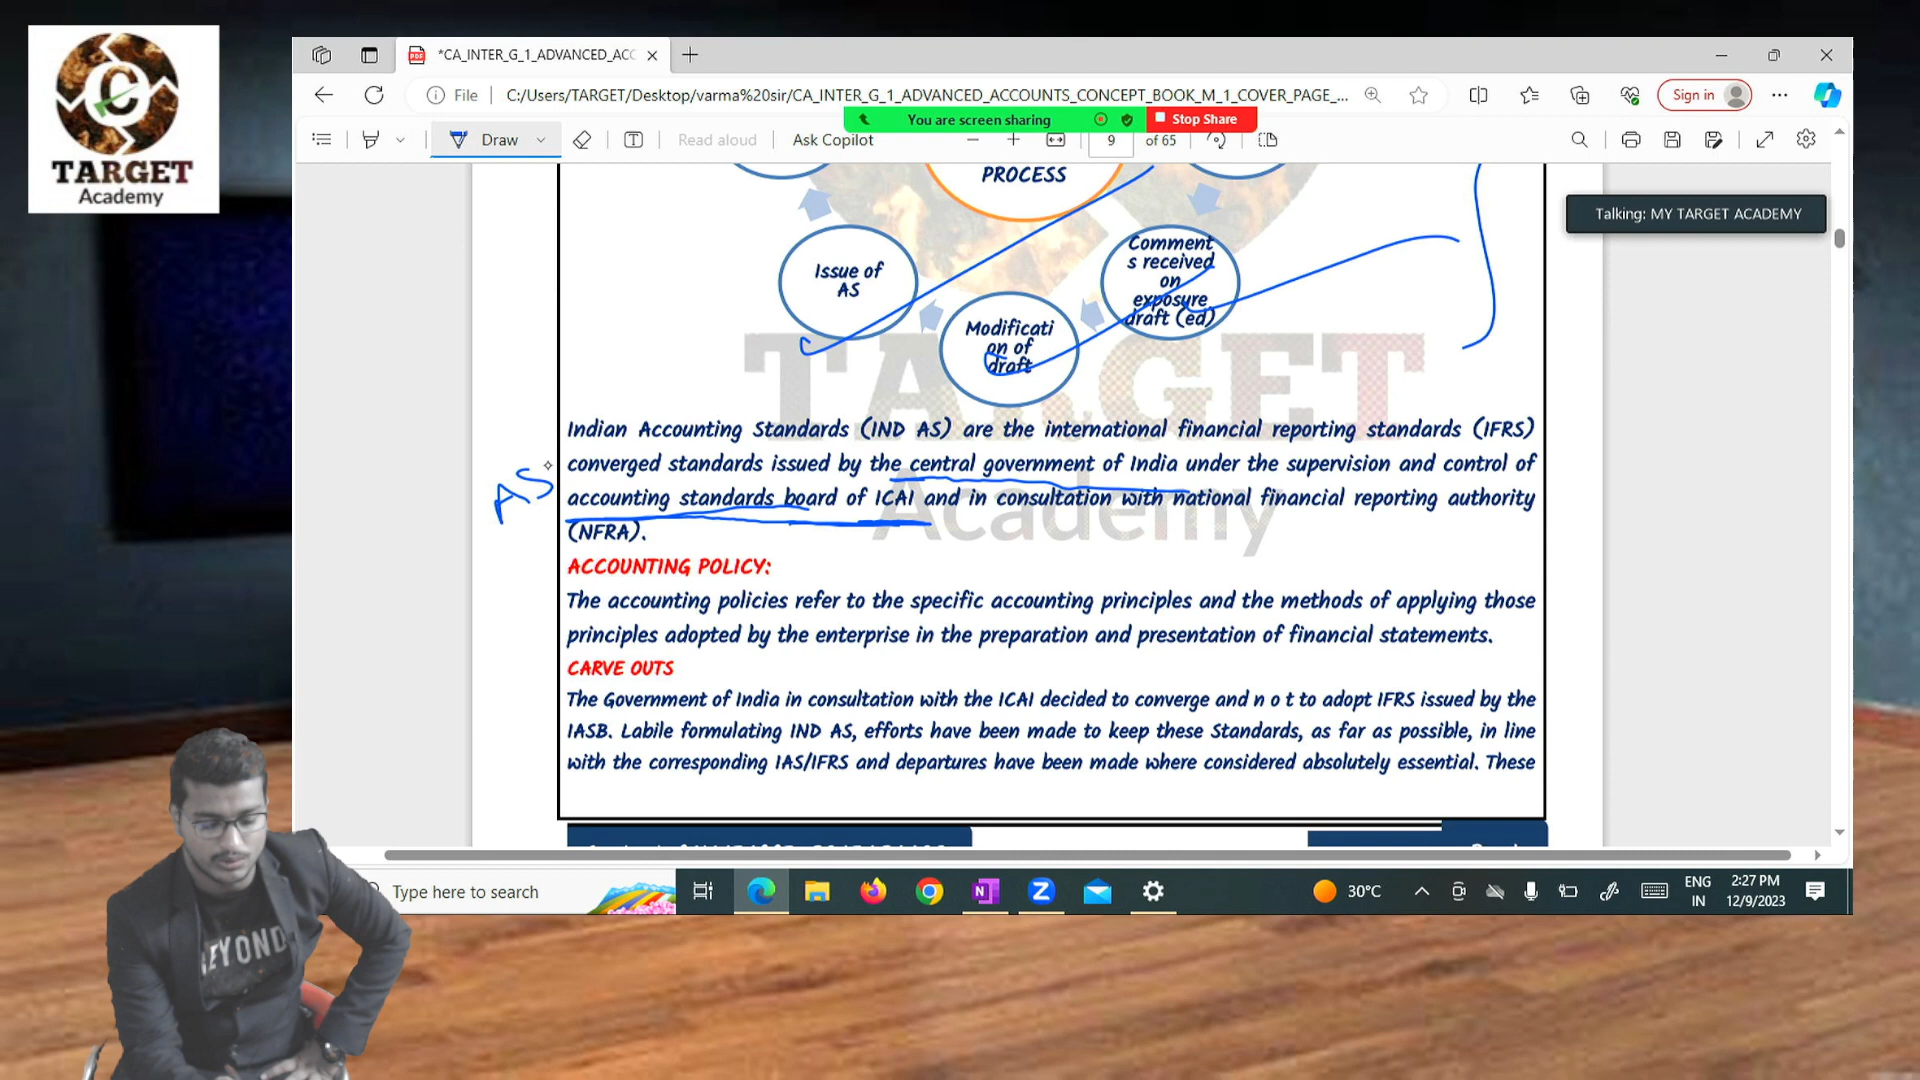 TARGET
Academy
*CA_INTER_G_1_ADVANCED_ACC
File
C:/Users/TARGET/Desktop/varma%20sir/CA_INTER_G_1_ADVANCED_ACCOUNTS_CONCEPT_BOOK_M_1_COVER_PAGE_...
Sign in
You are screen sharing
Stop Share
Draw
Read aloud
Ask Copilot
9
of 65
Talking: MY TARGET ACADEMY
PROCESS
Comment
s received
on
exposure
draft (ed)
Issue of
AS
Modificati
on of
draft
TARGET
Academy
Indian Accounting Standards (IND AS) are the international financial reporting standards (IFRS)
converged standards issued by the central government of India under the supervision and control of
AS
accounting standards board of ICAI and in consultation with national financial reporting authority
(NFRA).
ACCOUNTING POLICY:
The accounting policies refer to the specific accounting principles and the methods of applying those
principles adopted by the enterprise in the preparation and presentation of financial statements.
CARVE OUTS
The Government of India in consultation with the ICAI decided to converge and n o t to adopt IFRS issued by the
IASB. Labile formulating IND AS, efforts have been made to keep these Standards, as far as possible, in line
with the corresponding IAS/IFRS and departures have been made where considered absolutely essential. These
Type here to search
30°C
ENG
IN
2:27 PM
12/9/2023
BEYOND